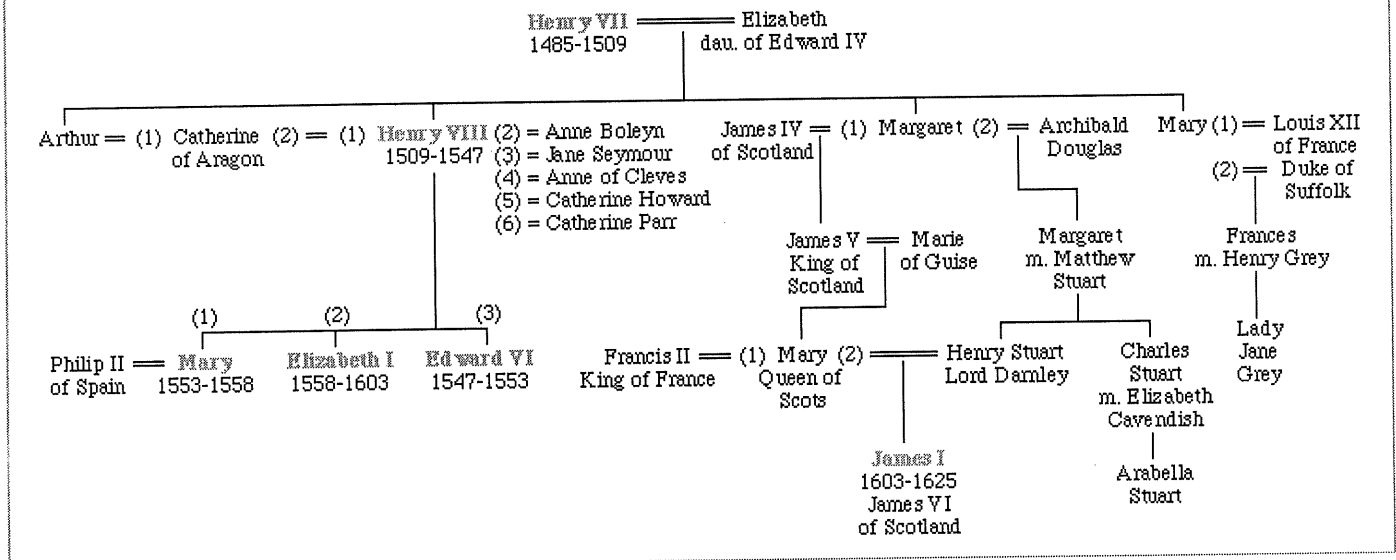 Henry VII Elizabeth
1485-1509 dau. of Edward IV
Arthur = (1) Catherine (2) = (1) Henry VIII (2) = Anne Boleyn
of Aragon 1509-1547 (3) = Jane Seymour
(4) = Anne of Cleves
(5) = Catherine Howard
(6) = Catherine Parr
James IV = (1) Margaret (2) = Archibald
of Scotland Douglas
Mary (1) = Louis XII
of France
(2) = Duke of
Suffolk
James V = Marie
King of of Guise
Scotland
Margaret
m. Matthew
Stuart
Frances
m. Henry Grey
(1) (2) (3)
Philip II = Mary Elizabeth I Edward VI
of Spain 1553-1558 1558-1603 1547-1553
Francis II = (1) Mary (2) = Henry Stuart
King of France Queen of Lord Darnley
Scots
Charles
Stuart
m. Elizabeth
Cavendish
Lady
Jane
Grey
James I
1603-1625
James VI
of Scotland
Arabella
Stuart